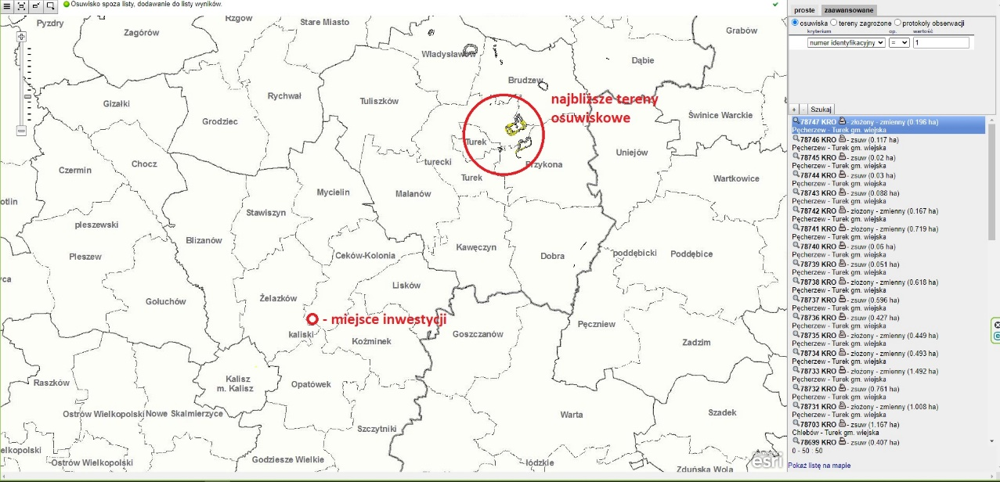 Osuwisko spoza listy, dodawanie do listy wyników.
Pyzdry
Zagórów
Rzgów
Stare Miasto
Grabów
Władysławów
Dąbie
Brudzew
Gizałki
Rychwał
Tuliszków
najbliższe tereny
osuwiskowe
Grodziec
Świnice Warckie
Turek
Uniejów
Czermin
Chocz
turecki
Przykona
Turek
Wartkowice
Mycielin
Malanów
otlin
Stawiszyn
pleszewski
Blizanów
Kawęczyn
Ceków-Kolonia
Dobra
poddębicki
Poddębice
Pleszew
Lisków
Żelazków
Gołuchów
- miejsce inwestycji
Pęczniew
kaliski
Koźminek
Goszczanów
Zadzim
Kalisz
m. Kalisz
Raszków
Opatówek
Ostrów Wielkopolski
Nowe Skalmierzyce
Warta
Szadek
Szczytniki
elkopolski
Ostrów Wielkopolski
Godziesze Wielkie
łódzkie
Zduńska Wola
esri
proste
zaawansowane
osuwiska
tereny zagrożone
protokoły obserwacji
kryterium
op.
wartość
numer identyfikacyjny
=
1
+
-
Szukaj
78747 KRO - złożony - zmienny (0.196 ha)
Pęcherzew - Turek gm. wiejska
78746 KRO - zsuw (0.117 ha)
Pęcherzew - Turek gm. wiejska
78745 KRO - zsuw (0.02 ha)
Pęcherzew - Turek gm. wiejska
78744 KRO - zsuw (0.03 ha)
Pęcherzew - Turek gm. wiejska
78743 KRO - zsuw (0.088 ha)
Pęcherzew - Turek gm. wiejska
78742 KRO - złożony - zmienny (0.167 ha)
Pęcherzew - Turek gm. wiejska
78741 KRO - złożony - zmienny (0.719 ha)
Pęcherzew - Turek gm. wiejska
78740 KRO - zsuw (0.06 ha)
Pęcherzew - Turek gm. wiejska
78739 KRO - zsuw (0.051 ha)
Pęcherzew - Turek gm. wiejska
78738 KRO - złożony - zmienny (0.618 ha)
Pęcherzew - Turek gm. wiejska
78737 KRO - zsuw (0.596 ha)
Pęcherzew - Turek gm. wiejska
78736 KRO - zsuw (0.427 ha)
Pęcherzew - Turek gm. wiejska
78735 KRO - złożony - zmienny (0.449 ha)
Pęcherzew - Turek gm. wiejska
78734 KRO - złożony - zmienny (0.493 ha)
Pęcherzew - Turek gm. wiejska
78733 KRO - złożony - zmienny (1.492 ha)
Pęcherzew - Turek gm. wiejska
78732 KRO - zsuw (0.761 ha)
Pęcherzew - Turek gm. wiejska
78731 KRO - złożony - zmienny (1.008 ha)
Pęcherzew - Turek gm. wiejska
78703 KRO - zsuw (1.167 ha)
Chlebów - Turek gm. wiejska
78699 KRO - zsuw (0.407 ha)
0 - 50 : 50
Pokaż listę na mapie